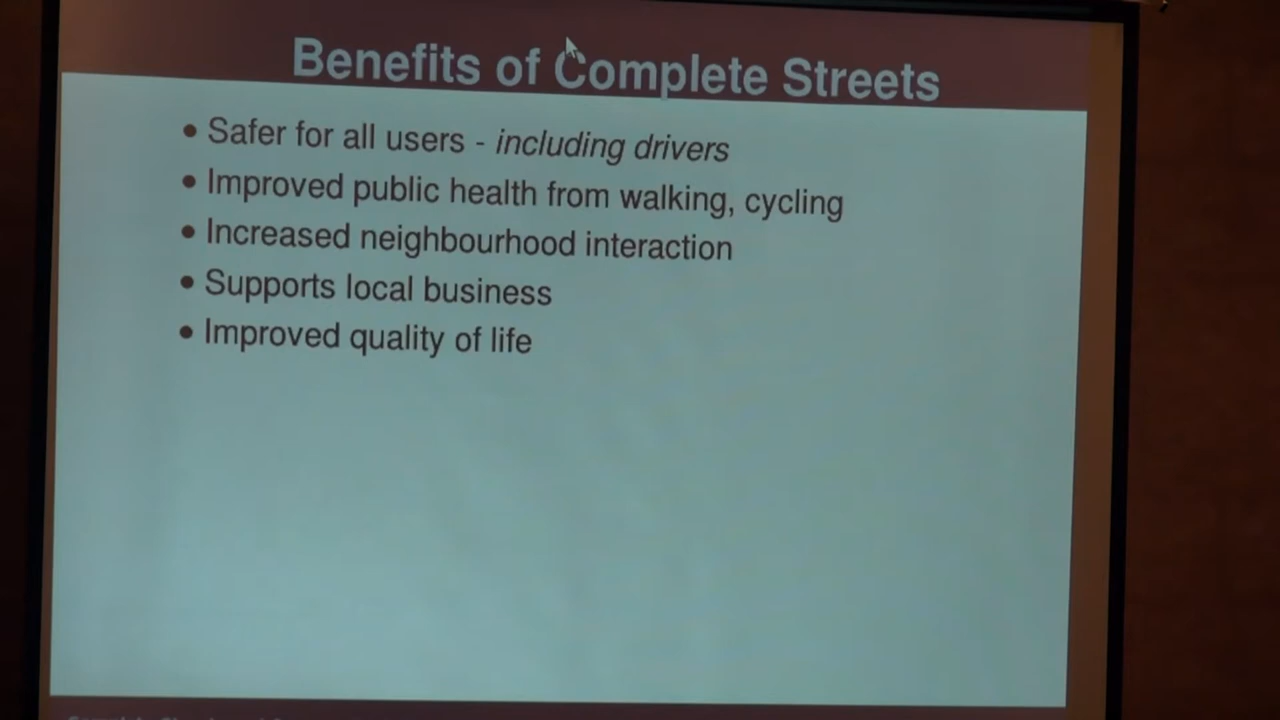 Benefits of Complete Streets
• Safer for all users - including drivers
• Improved public health from walking, cycling
• Increased neighbourhood interaction
• Supports local business
• Improved quality of life